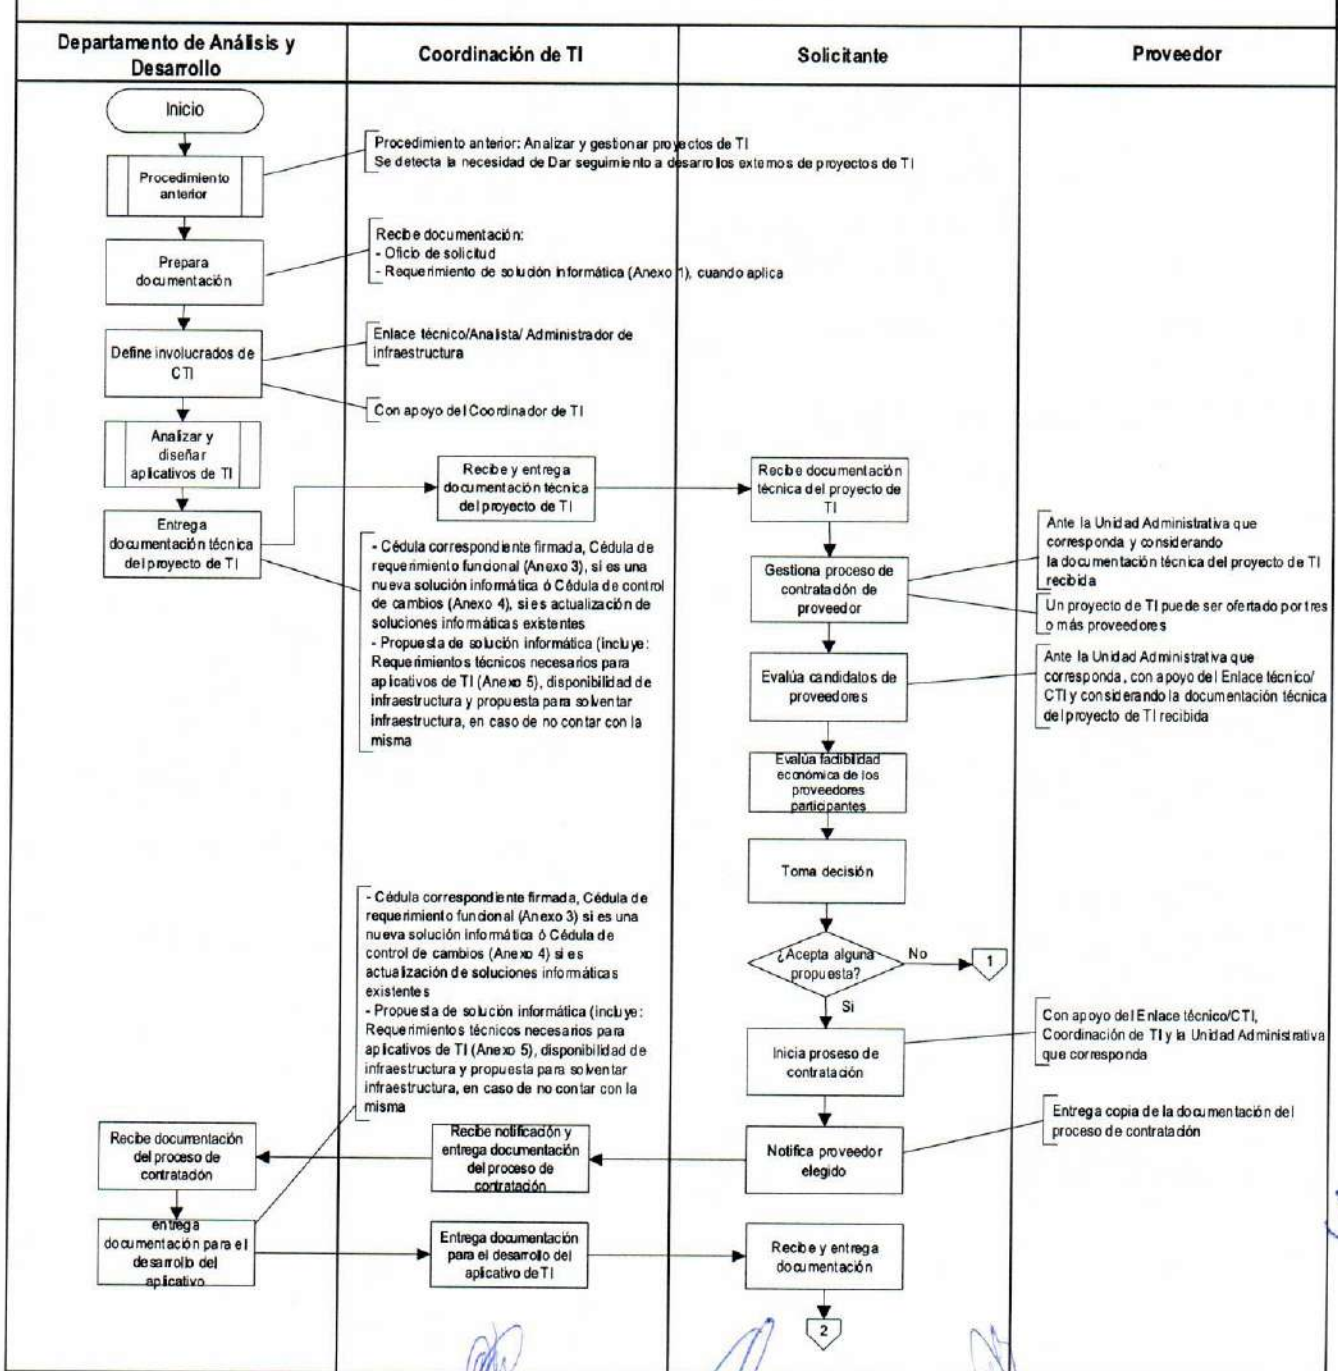 Departamento de Análisis y
Desarrollo
Coordinación de TI
Solicitante
Proveedor
Inicio
Procedimiento
anterior
Procedimiento anterior: Analizar y gestionar proyectos de TI
Se detecta la necesidad de Dar seguimiento a desarrollos externos de proyectos de TI
Prepara
documentación
Recibe documentación:
- Oficio de solicitud
- Requerimiento de solución informática (Anexo 1), cuando aplica
Define involucrados de
CTI
Enlace técnico/Analista/ Administrador de
infraestructura
Con apoyo del Coordinador de TI
Analizar y
diseñar
aplicativos de TI
Entrega
documentación técnica
del proyecto de TI
Recibe y entrega
documentación técnica
del proyecto de TI
Recibe documentación
técnica del proyecto de
TI
- Cédula correspondiente firmada, Cédula de
requerimiento funcional (Anexo 3), si es una
nueva solución informática ó Cédula de control
de cambios (Anexo 4), si es actualización de
soluciones informáticas existentes
- Propuesta de solución informática (incluye:
Requerimientos técnicos necesarios para
aplicativos de TI (Anexo 5), disponibilidad de
infraestructura y propuesta para solventar
infraestructura, en caso de no contar con la
misma
Gestiona proceso de
contratación de
proveedor
Ante la Unidad Administrativa que
corresponda y considerando
la documentación técnica del proyecto de TI
recibida
Un proyecto de TI puede ser ofertado por tres
o más proveedores
Evalúa candidatos de
proveedores
Ante la Unidad Administrativa que
corresponda, con apoyo del Enlace técnico/
CTI y considerando la documentación técnica
del proyecto de TI recibida
Evalúa factibilidad
económica de los
proveedores
participantes
Toma decisión
¿Acepta alguna
propuesta?
No
1
Si
- Cédula correspondiente firmada, Cédula de
requerimiento funcional (Anexo 3) si es una
nueva solución informática ó Cédula de
control de cambios (Anexo 4) si es
actualización de soluciones informáticas
existentes
- Propuesta de solución informática (incluye:
Requerimientos técnicos necesarios para
aplicativos de TI (Anexo 5), disponibilidad de
infraestructura y propuesta para solventar
infraestructura, en caso de no contar con la
misma
Inicia proseso de
contratación
Con apoyo del Enlace técnico/CTI,
Coordinación de TI y la Unidad Administrativa
que corresponda
Notifica proveedor
elegido
Entrega copia de la documentación del
proceso de contratación
Recibe notificación y
entrega documentación
del proceso de
contratación
Recibe documentación
del proceso de
contratación
entrega
documentación para el
desarrollo del
aplicativo
Entrega documentación
para el desarrollo del
aplicativo de TI
Recibe y entrega
documentación
2